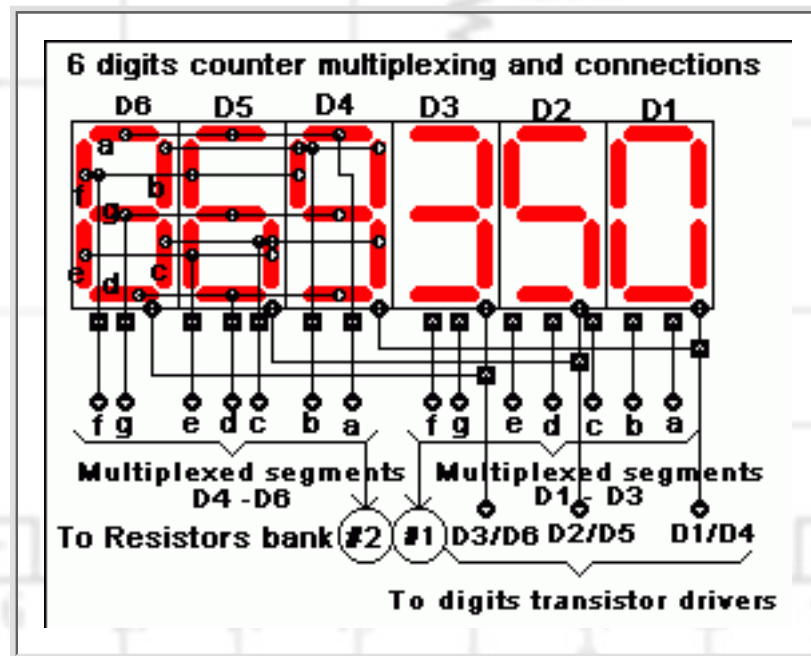 6 digits counter multiplexing and connections
D6 D5 D4 D3 D2 D1
a
f b
g
e c
d
f g e d c b a f g e d c b a
Multiplexed segments Multiplexed segments
D4 -D6 D1 - D3
To Resistors bank #2 #1 D3/D6 D2/D5 D1/D4
To digits transistor drivers